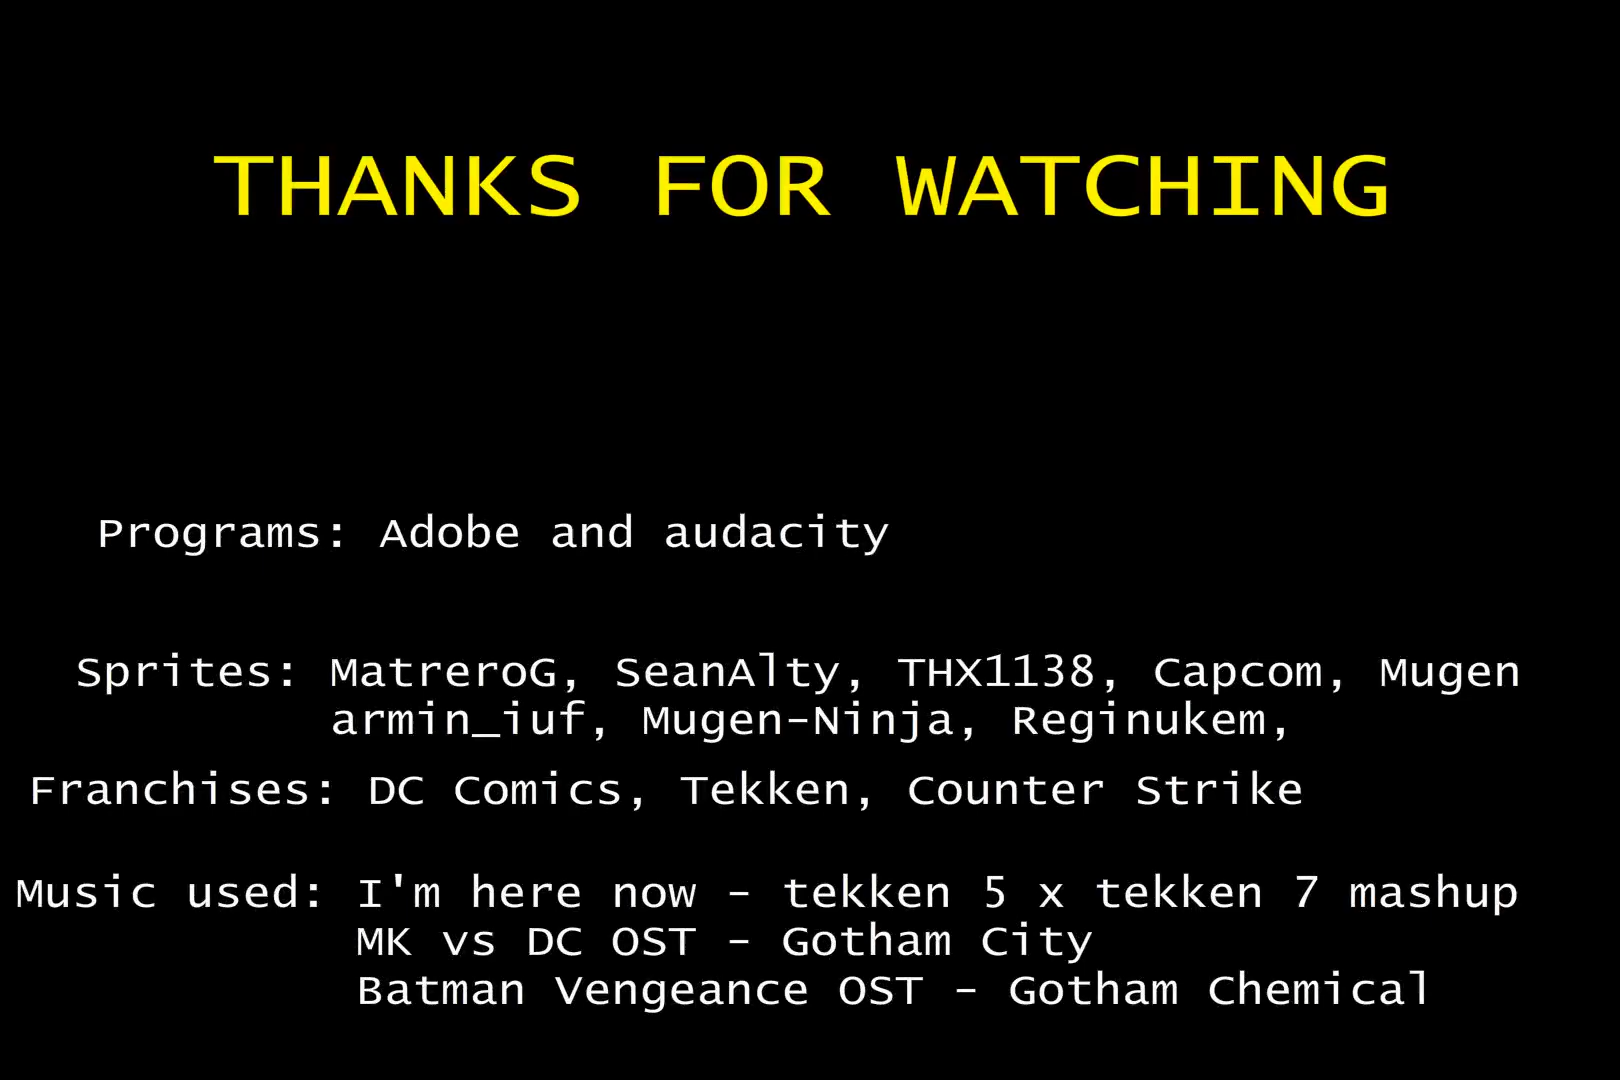 THANKS FOR WATCHING
Programs: Adobe and audacity
Sprites: MatreroG, SeanAlty, THX1138, Capcom, Mugen
armin_iuf, Mugen-Ninja, Reginukem,
Franchises: DC Comics, Tekken, Counter Strike
Music used: I'm here now - tekken 5 x tekken 7 mashup
MK vs DC OST - Gotham City
Batman Vengeance OST - Gotham Chemical